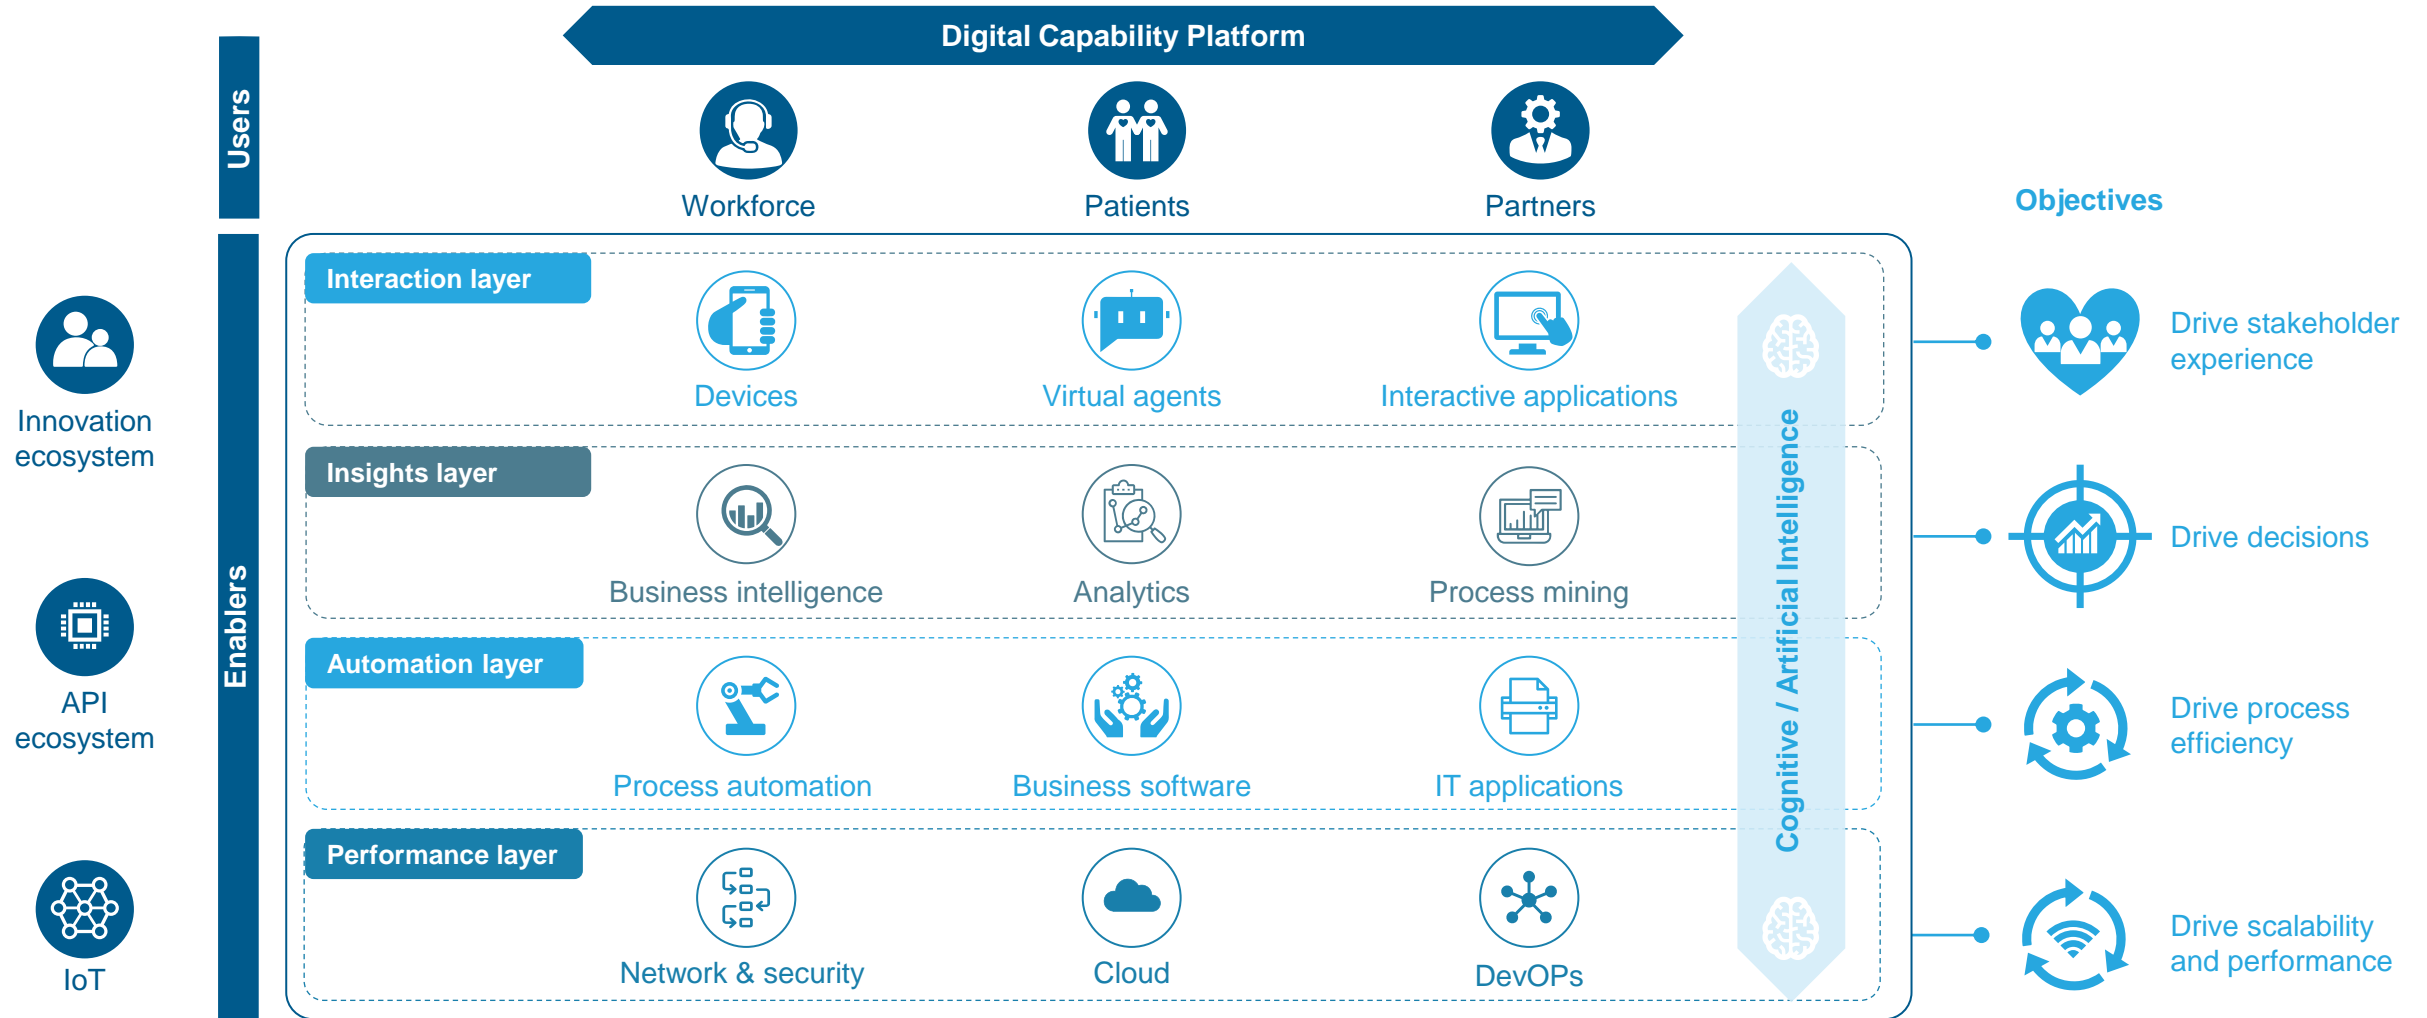 Digital Capability Platform
Users
Workforce
Patients
Partners
Objectives
Enablers
Innovation
ecosystem
API
ecosystem
IoT
Interaction layer
Devices
Virtual agents
Interactive applications
Drive stakeholder
experience
Insights layer
Business intelligence
Analytics
Process mining
Drive decisions
Automation layer
Process automation
Business software
IT applications
Drive process
efficiency
Performance layer
Network & security
Cloud
DevOPs
Drive scalability
and performance
Cognitive / Artificial Intelligence